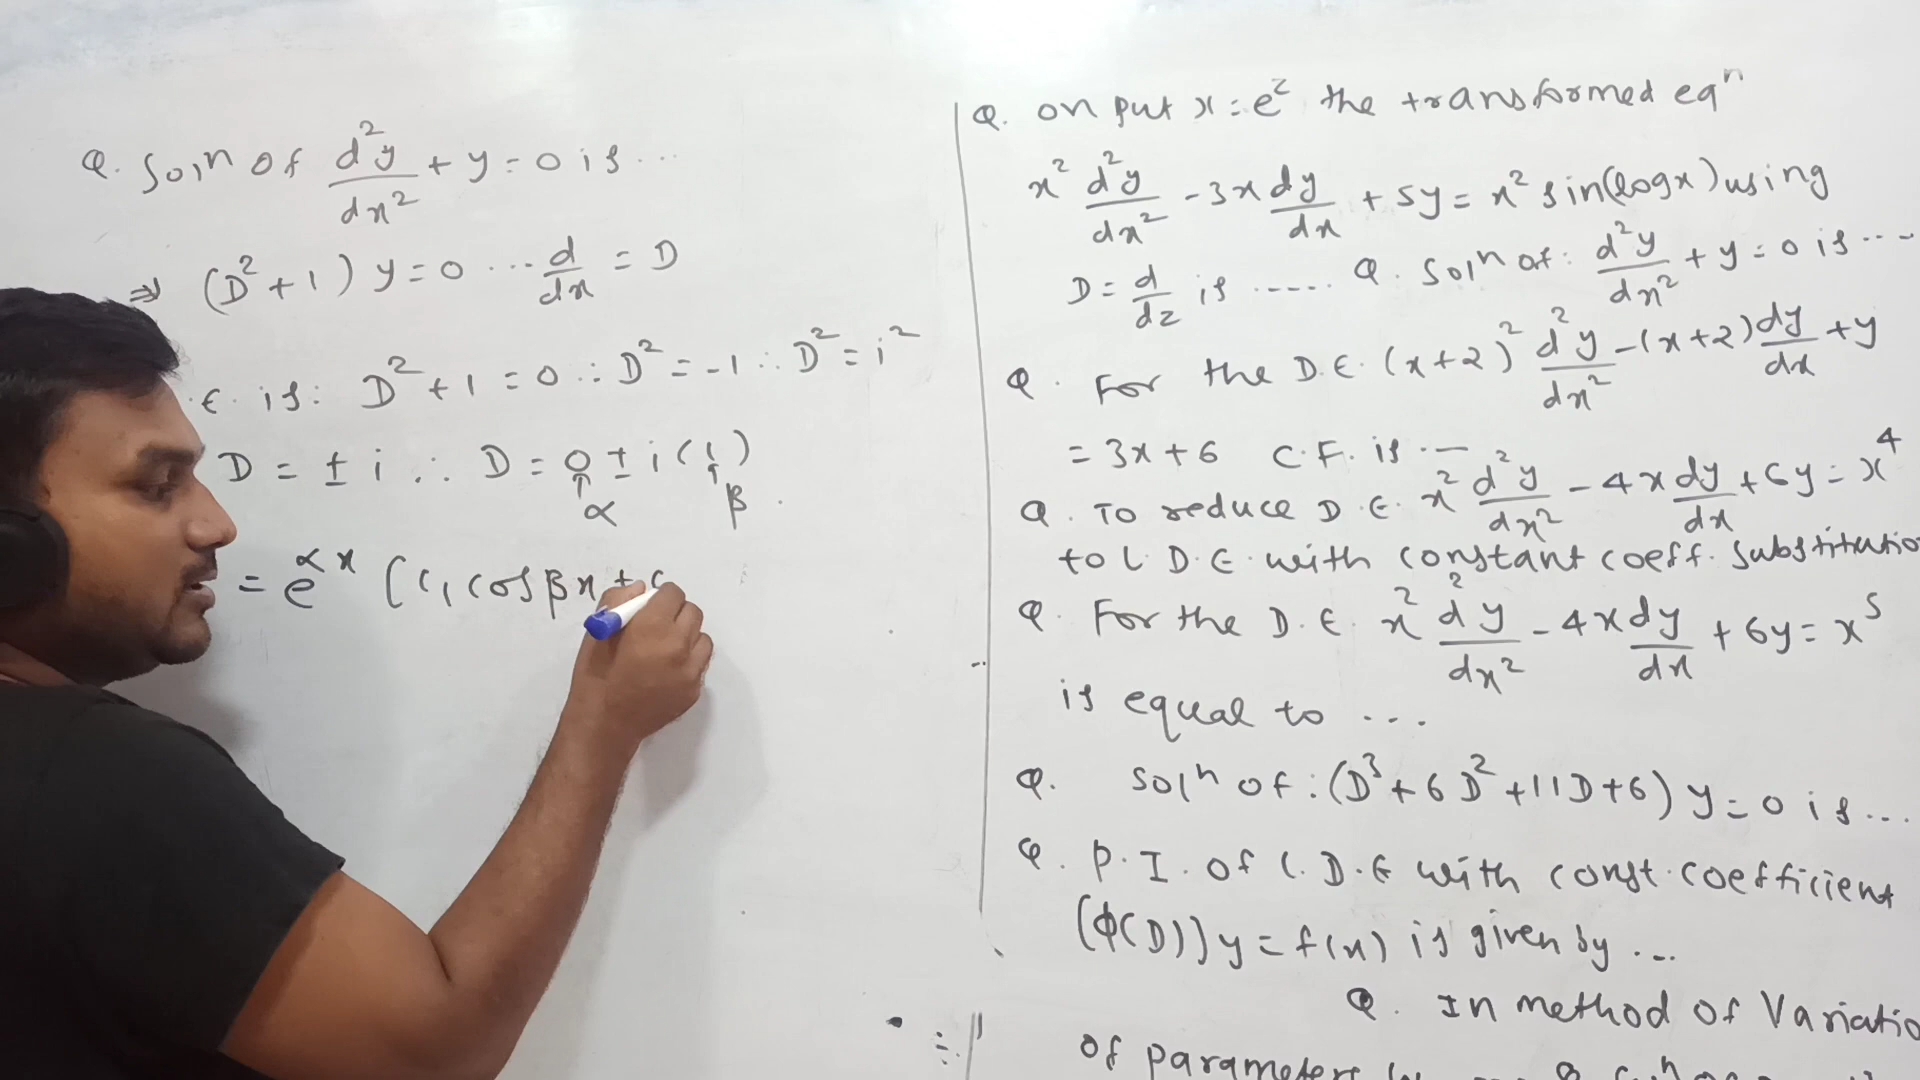 Q. Soln of d²y/dx² + y = 0 is ...
⇒ (D² + 1) y = 0 ... d/dx = D
E. is: D² + 1 = 0 ∴ D² = -1 ∴ D² = i²
D = ± i ∴ D = 0 ± i (1)
α β
= e^αx [C₁ cos βx +
Q. on put x = e^z the transformed eqⁿ
x² d²y/dx² - 3x dy/dx + 5y = x² sin(logx) using
D = d/dz is ..... Q. Solⁿ of: d²y/dx² + y = 0 is ...
Q. For the D.E. (x+2)² d²y/dx² - (x+2) dy/dx + y
= 3x + 6 C.F. is ...
Q. To reduce D.E. x² d²y/dx² - 4x dy/dx + 6y = x⁴
to L.D.E. with constant coeff. substitutio
Q. For the D.E. x² d²y/dx² - 4x dy/dx + 6y = x⁵
is equal to ...
Q. Solⁿ of: (D³ + 6D² + 11D + 6) y = 0 is ...
Q. P.I. of L.D.E with const. coefficient
(ϕ(D)) y = f(x) is given by ...
Q. In method of Variatio
of parameters